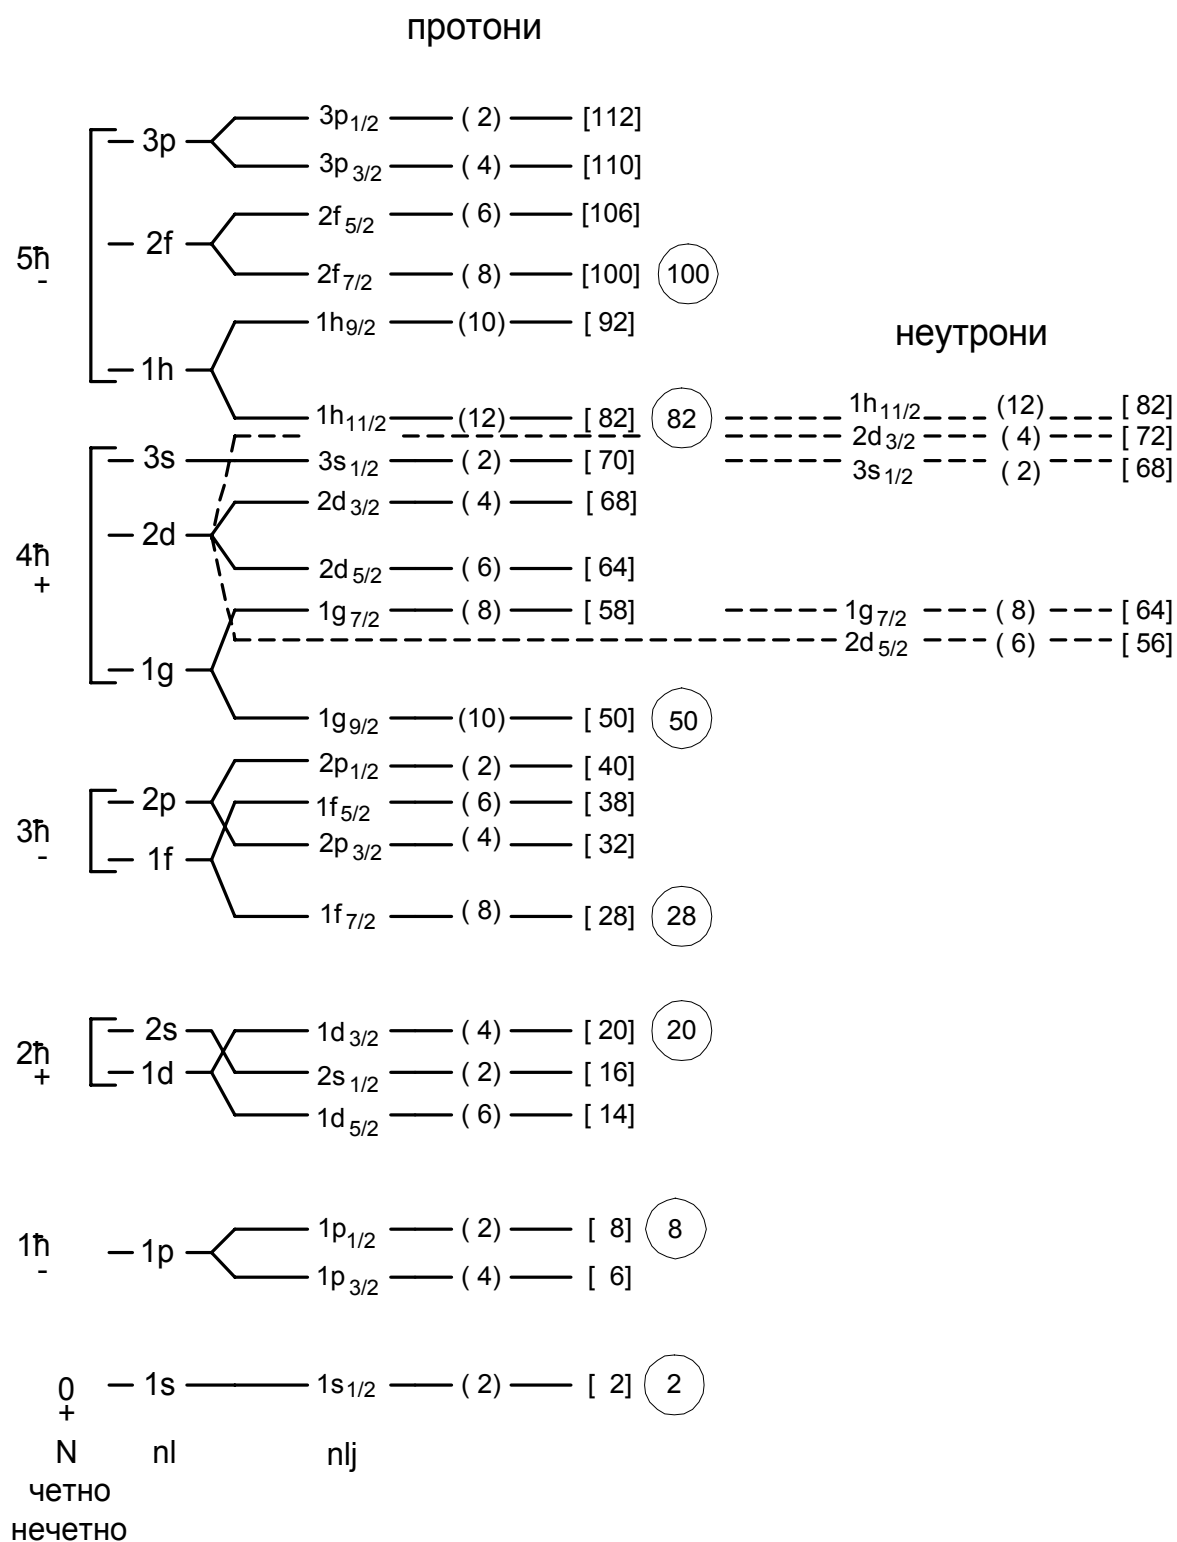 протони
3p 3p1/2 ( 2) [112]
3p3/2 ( 4) [110]
2f5/2 ( 6) [106]
5ħ - 2f
2f7/2 ( 8) [100] 100
1h9/2 (10) [ 92]
неутрони
1h
1h11/2 (12) [ 82] 82 1h11/2 (12) [ 82]
2d3/2 ( 4) [ 72]
3s 3s1/2 ( 2) [ 70] 3s1/2 ( 2) [ 68]
2d3/2 ( 4) [ 68]
4ħ + 2d
2d5/2 ( 6) [ 64]
1g7/2 ( 8) [ 58] 1g7/2 ( 8) [ 64]
2d5/2 ( 6) [ 56]
1g
1g9/2 (10) [ 50] 50
2p1/2 ( 2) [ 40]
2p 1f5/2 ( 6) [ 38]
3ħ - 2p3/2 ( 4) [ 32]
1f
1f7/2 ( 8) [ 28] 28
2s 1d3/2 ( 4) [ 20] 20
2ħ + 1d 2s1/2 ( 2) [ 16]
1d5/2 ( 6) [ 14]
1p1/2 ( 2) [ 8] 8
1ħ - 1p
1p3/2 ( 4) [ 6]
0 + 1s 1s1/2 ( 2) [ 2] 2
N nl nlj
четно
нечетно